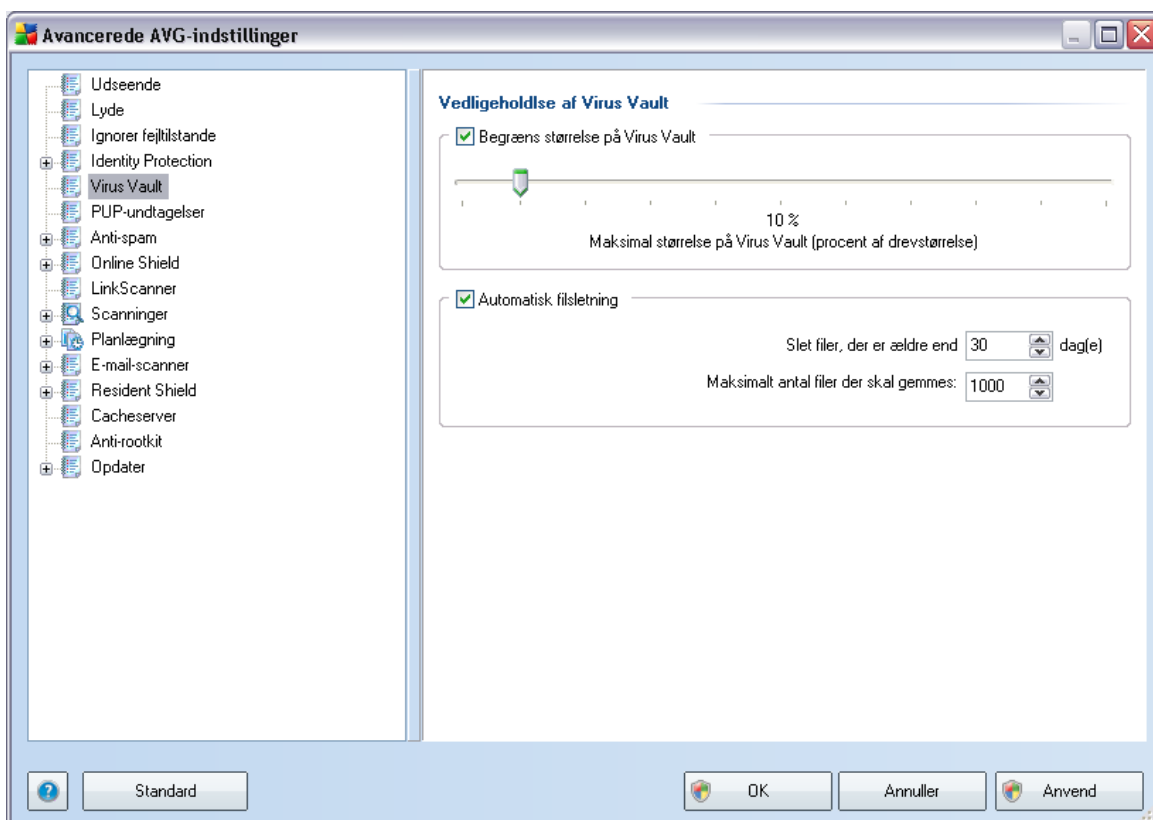 Avancerede AVG-indstillinger
Udseende
Lyde
Ignorer fejltilstande
Identity Protection
Virus Vault
PUP-undtagelser
Anti-spam
Online Shield
LinkScanner
Scanninger
Planlægning
E-mail-scanner
Resident Shield
Cacheserver
Anti-rootkit
Opdater
Vedligeholdlse af Virus Vault
Begræns størrelse på Virus Vault
10 %
Maksimal størrelse på Virus Vault (procent af drevstørrelse)
Automatisk filsletning
Slet filer, der er ældre end 30 dag(e)
Maksimalt antal filer der skal gemmes: 1000
Standard
OK
Annuller
Anvend